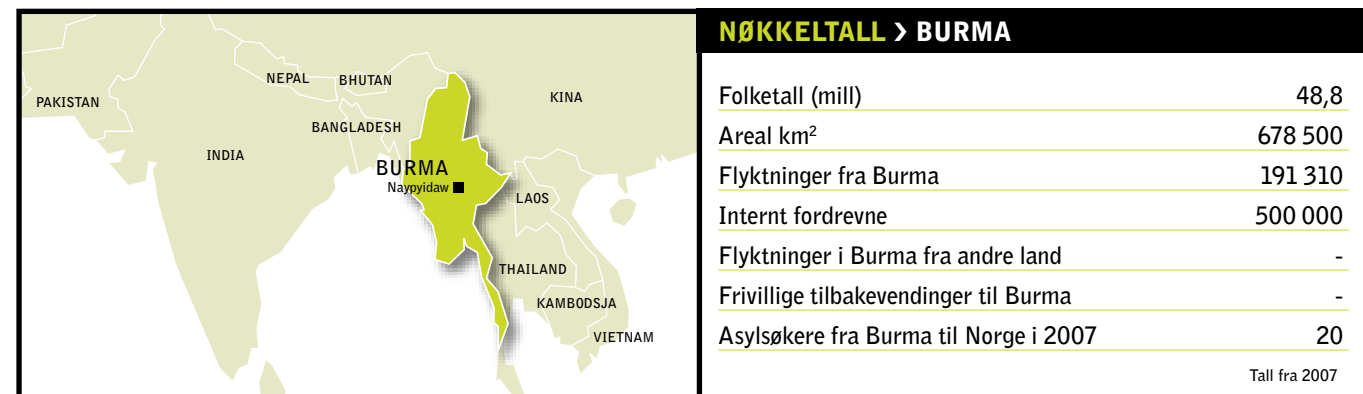 NEPAL
BHUTAN
PAKISTAN
KINA
BANGLADESH
INDIA
BURMA
Naypyidaw
LAOS
THAILAND
KAMBODSJA
VIETNAM
NØKKELTALL > BURMA
Folketall (mill) 48,8
Areal km² 678 500
Flyktninger fra Burma 191 310
Internt fordrevne 500 000
Flyktninger i Burma fra andre land -
Frivillige tilbakevendinger til Burma -
Asylsøkere fra Burma til Norge i 2007 20
Tall fra 2007